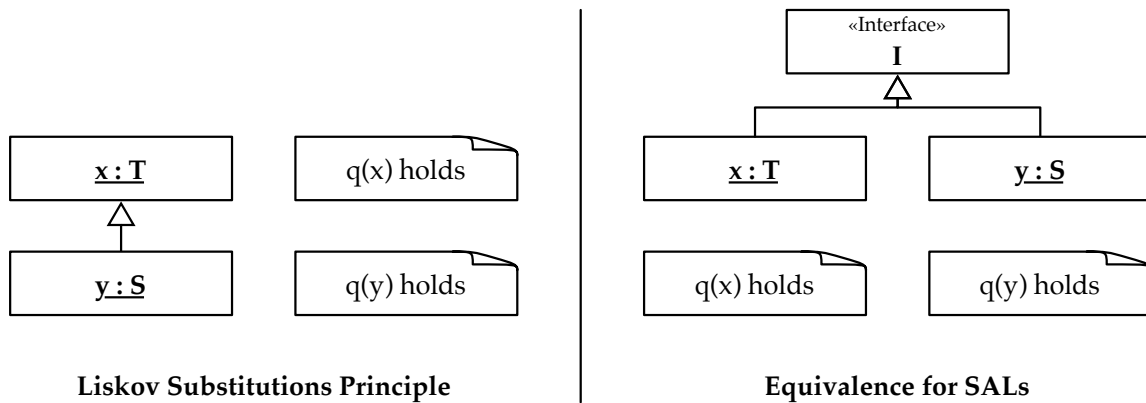 x : T
q(x) holds
y : S
q(y) holds
Liskov Substitutions Principle
«Interface»
I
x : T
y : S
q(x) holds
q(y) holds
Equivalence for SALs